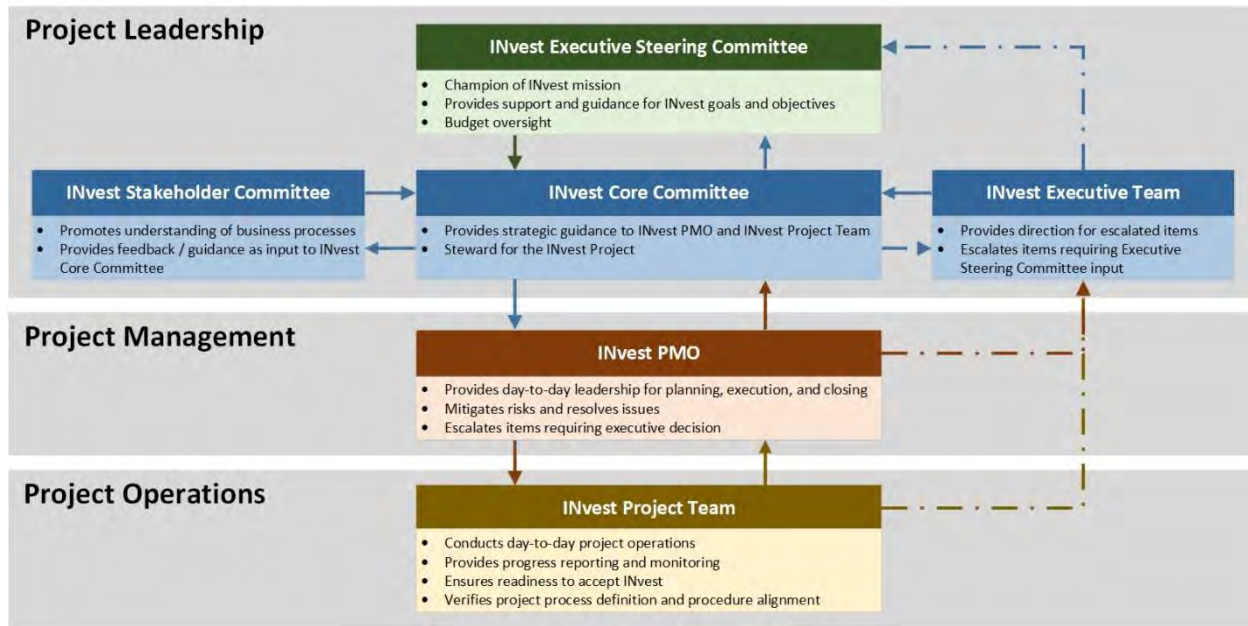 Project Leadership
INvest Executive Steering Committee
• Champion of INvest mission
• Provides support and guidance for INvest goals and objectives
• Budget oversight
INvest Stakeholder Committee
• Promotes understanding of business processes
• Provides feedback / guidance as input to INvest
Core Committee
INvest Core Committee
• Provides strategic guidance to INvest PMO and INvest Project Team
• Steward for the INvest Project
INvest Executive Team
• Provides direction for escalated items
• Escalates items requiring Executive
Steering Committee input
Project Management
INvest PMO
• Provides day-to-day leadership for planning, execution, and closing
• Mitigates risks and resolves issues
• Escalates items requiring executive decision
Project Operations
INvest Project Team
• Conducts day-to-day project operations
• Provides progress reporting and monitoring
• Ensures readiness to accept INvest
• Verifies project process definition and procedure alignment